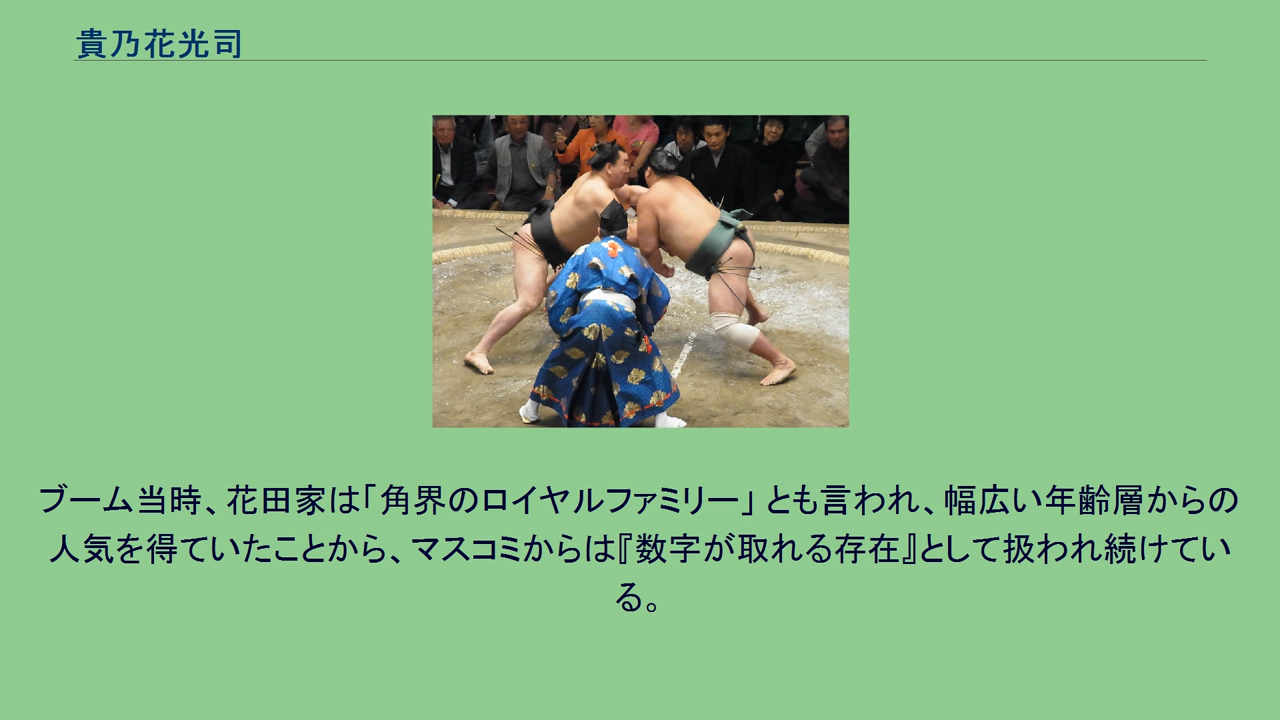 貴乃花光司
ブーム当時、花田家は「角界のロイヤルファミリー」とも言われ、幅広い年齢層からの
人気を得ていたことから、マスコミからは『数字が取れる存在』として扱われ続けてい
る。